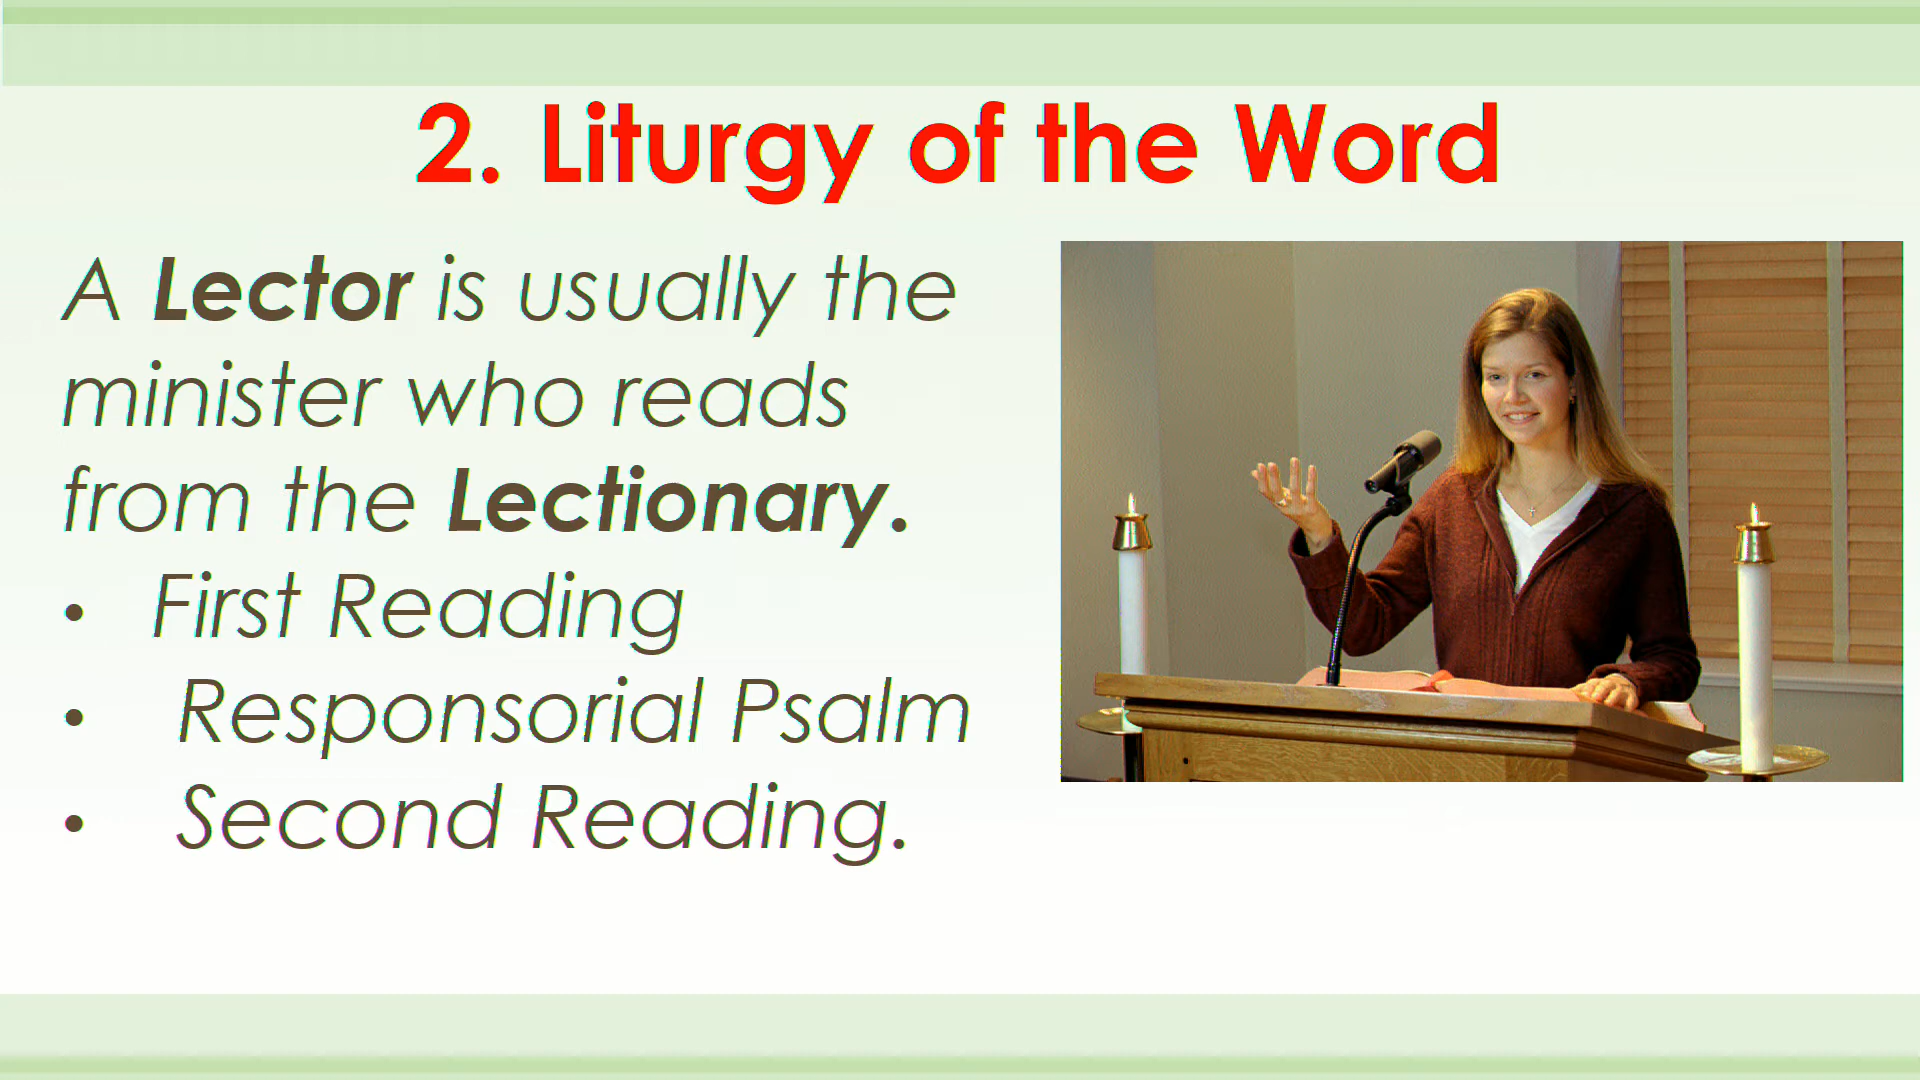 2. Liturgy of the Word
A Lector is usually the
minister who reads
from the Lectionary.
• First Reading
• Responsorial Psalm
• Second Reading.